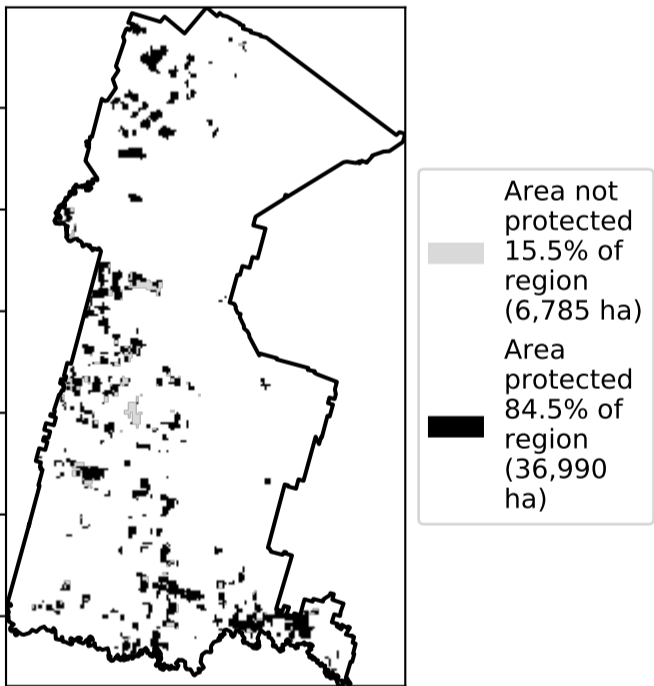 Area not
protected
15.5% of
region
(6,785 ha)
Area
protected
84.5% of
region
(36,990
ha)